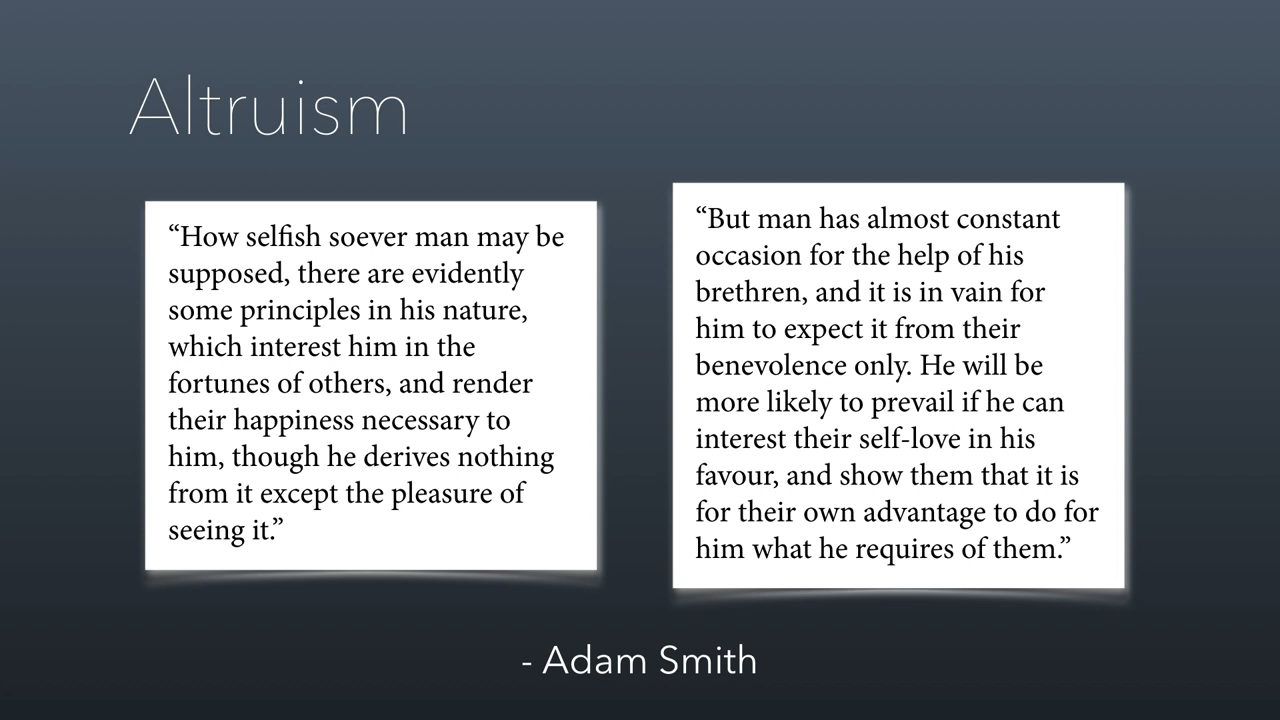 Altruism
“How selfish soever man may be
supposed, there are evidently
some principles in his nature,
which interest him in the
fortunes of others, and render
their happiness necessary to
him, though he derives nothing
from it except the pleasure of
seeing it.”
“But man has almost constant
occasion for the help of his
brethren, and it is in vain for
him to expect it from their
benevolence only. He will be
more likely to prevail if he can
interest their self-love in his
favour, and show them that it is
for their own advantage to do for
him what he requires of them.”
- Adam Smith